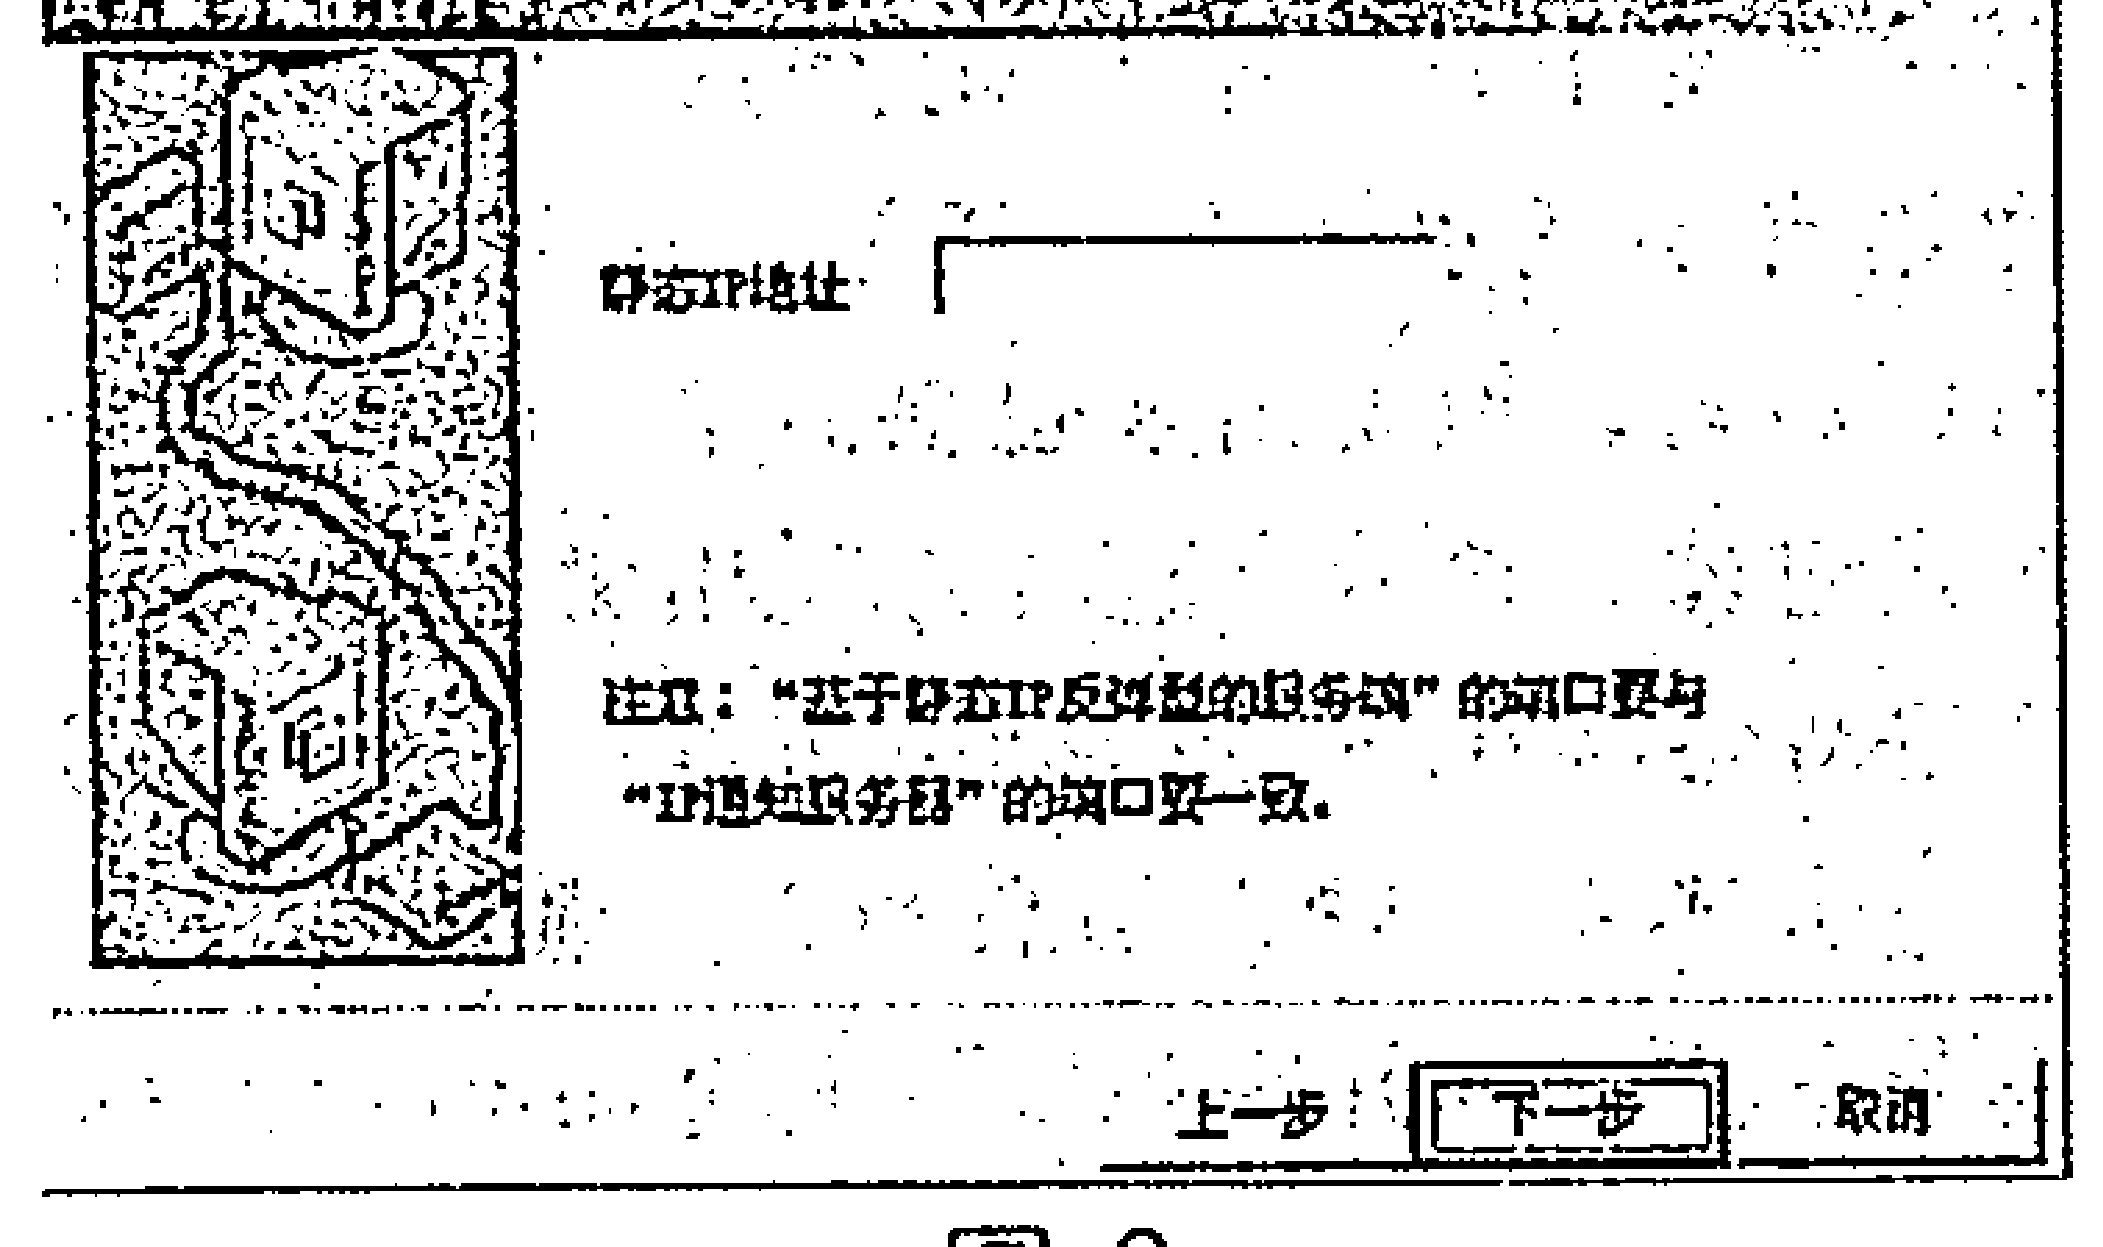 静态IP地址
注意：“基于静态IP反连接的服务端”的端口要与
“IP通知服务器”的端口要一致.
上一步 下一步 取消